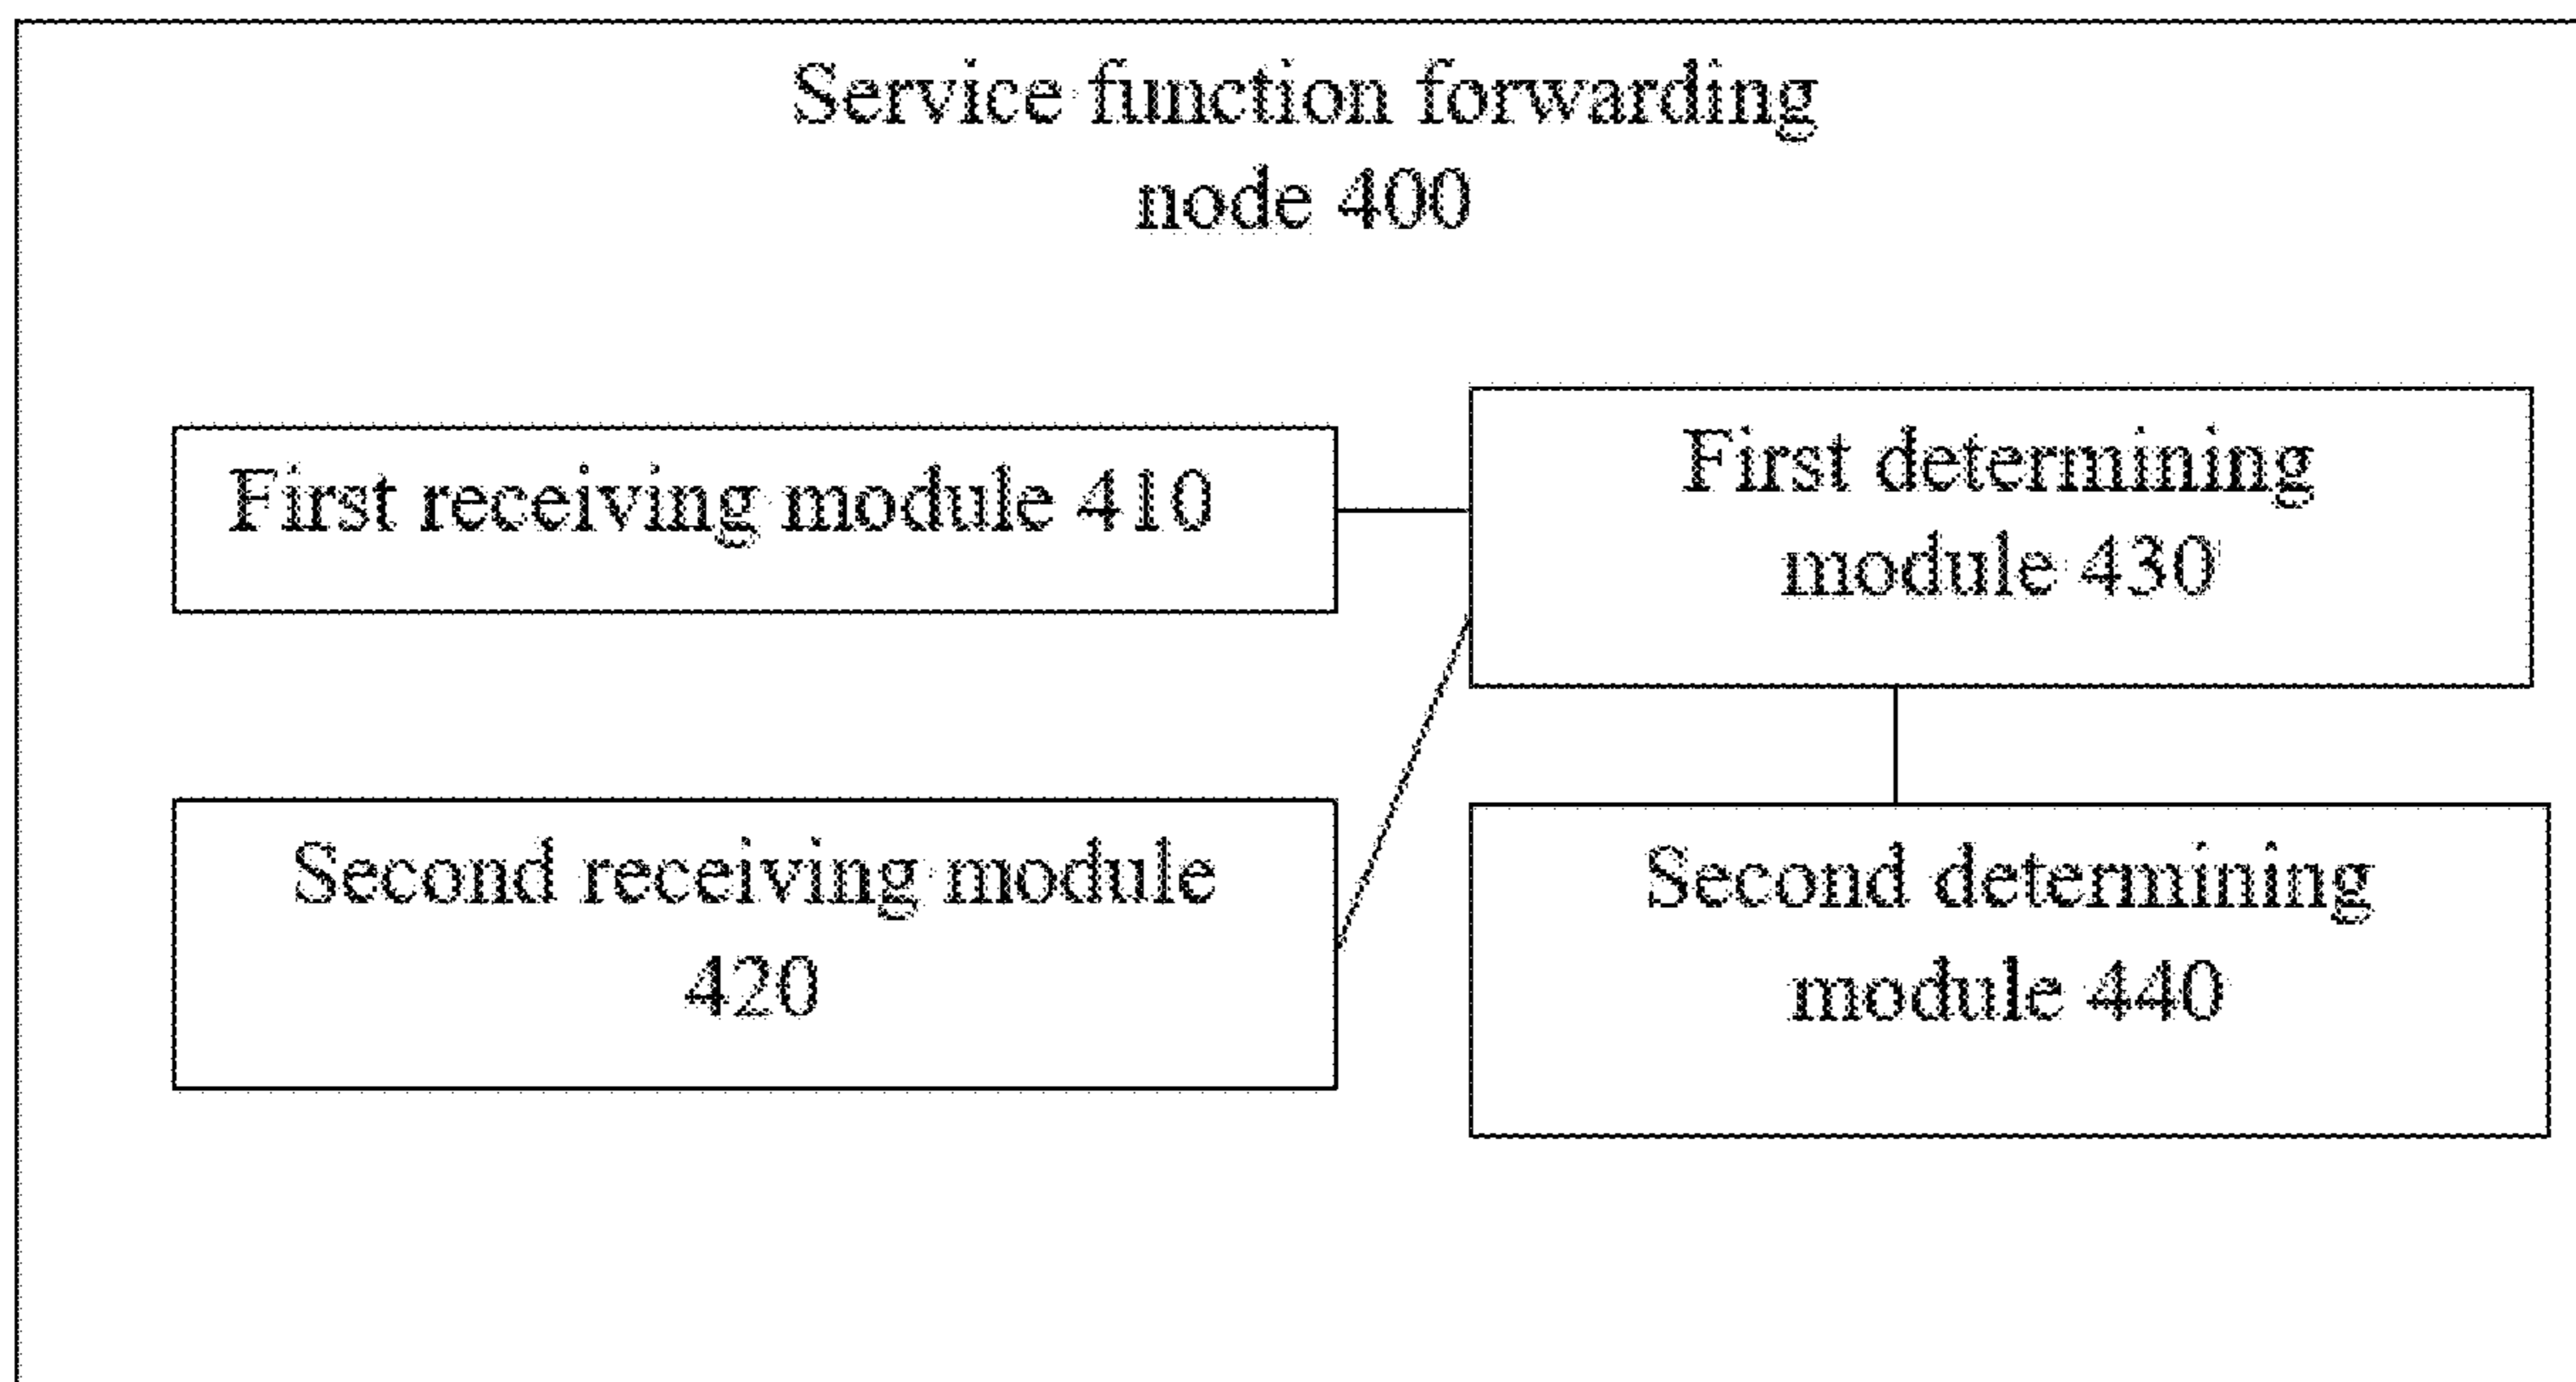 Service function forwarding
node 400
First receiving module 410
First determining
module 430
Second receiving module
420
Second determining
module 440